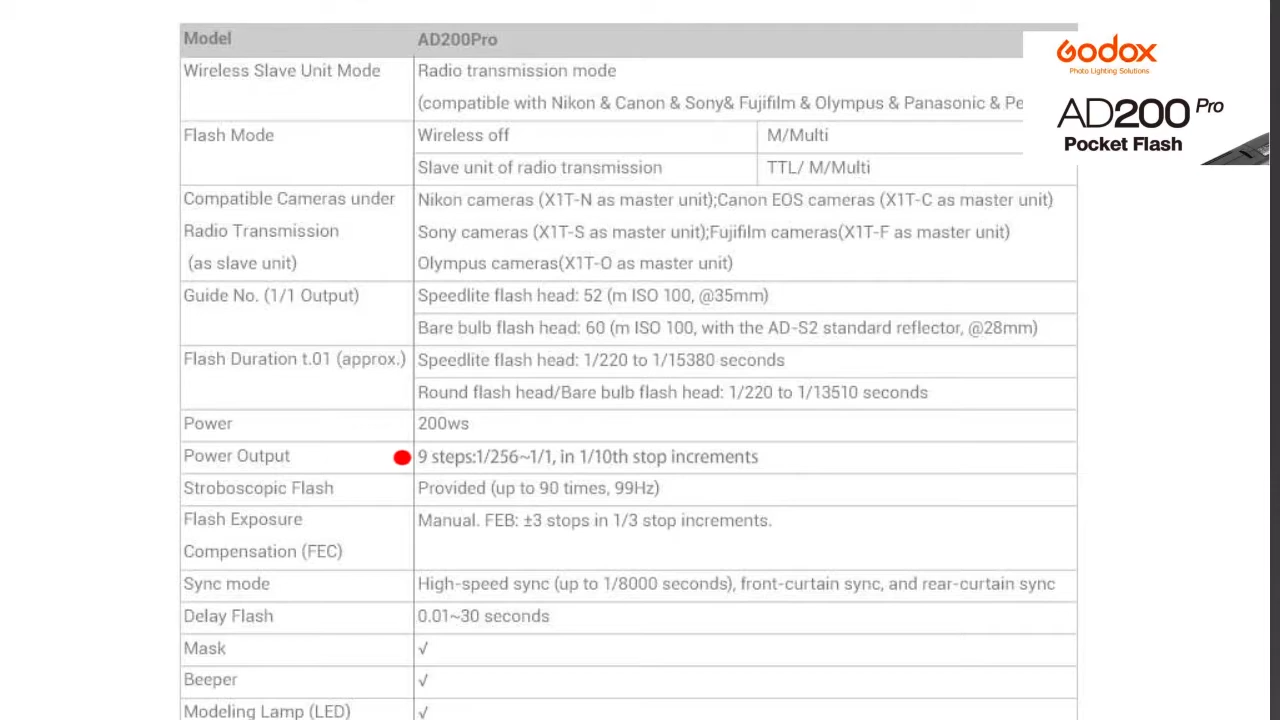 Model AD200Pro
Godox
Photo Lighting Solutions
AD200 Pro
Pocket Flash
Wireless Slave Unit Mode Radio transmission mode
(compatible with Nikon & Canon & Sony& Fujifilm & Olympus & Panasonic & Pe
Flash Mode Wireless off M/Multi
Slave unit of radio transmission TTL/ M/Multi
Compatible Cameras under Nikon cameras (X1T-N as master unit);Canon EOS cameras (X1T-C as master unit)
Radio Transmission Sony cameras (X1T-S as master unit);Fujifilm cameras(X1T-F as master unit)
(as slave unit) Olympus cameras(X1T-O as master unit)
Guide No. (1/1 Output) Speedlite flash head: 52 (m ISO 100, @35mm)
Bare bulb flash head: 60 (m ISO 100, with the AD-S2 standard reflector, @28mm)
Flash Duration t.01 (approx.) Speedlite flash head: 1/220 to 1/15380 seconds
Round flash head/Bare bulb flash head: 1/220 to 1/13510 seconds
Power 200ws
Power Output 9 steps:1/256~1/1, in 1/10th stop increments
Stroboscopic Flash Provided (up to 90 times, 99Hz)
Flash Exposure Manual. FEB: ±3 stops in 1/3 stop increments.
Compensation (FEC)
Sync mode High-speed sync (up to 1/8000 seconds), front-curtain sync, and rear-curtain sync
Delay Flash 0.01~30 seconds
Mask √
Beeper √
Modeling Lamp (LED) √